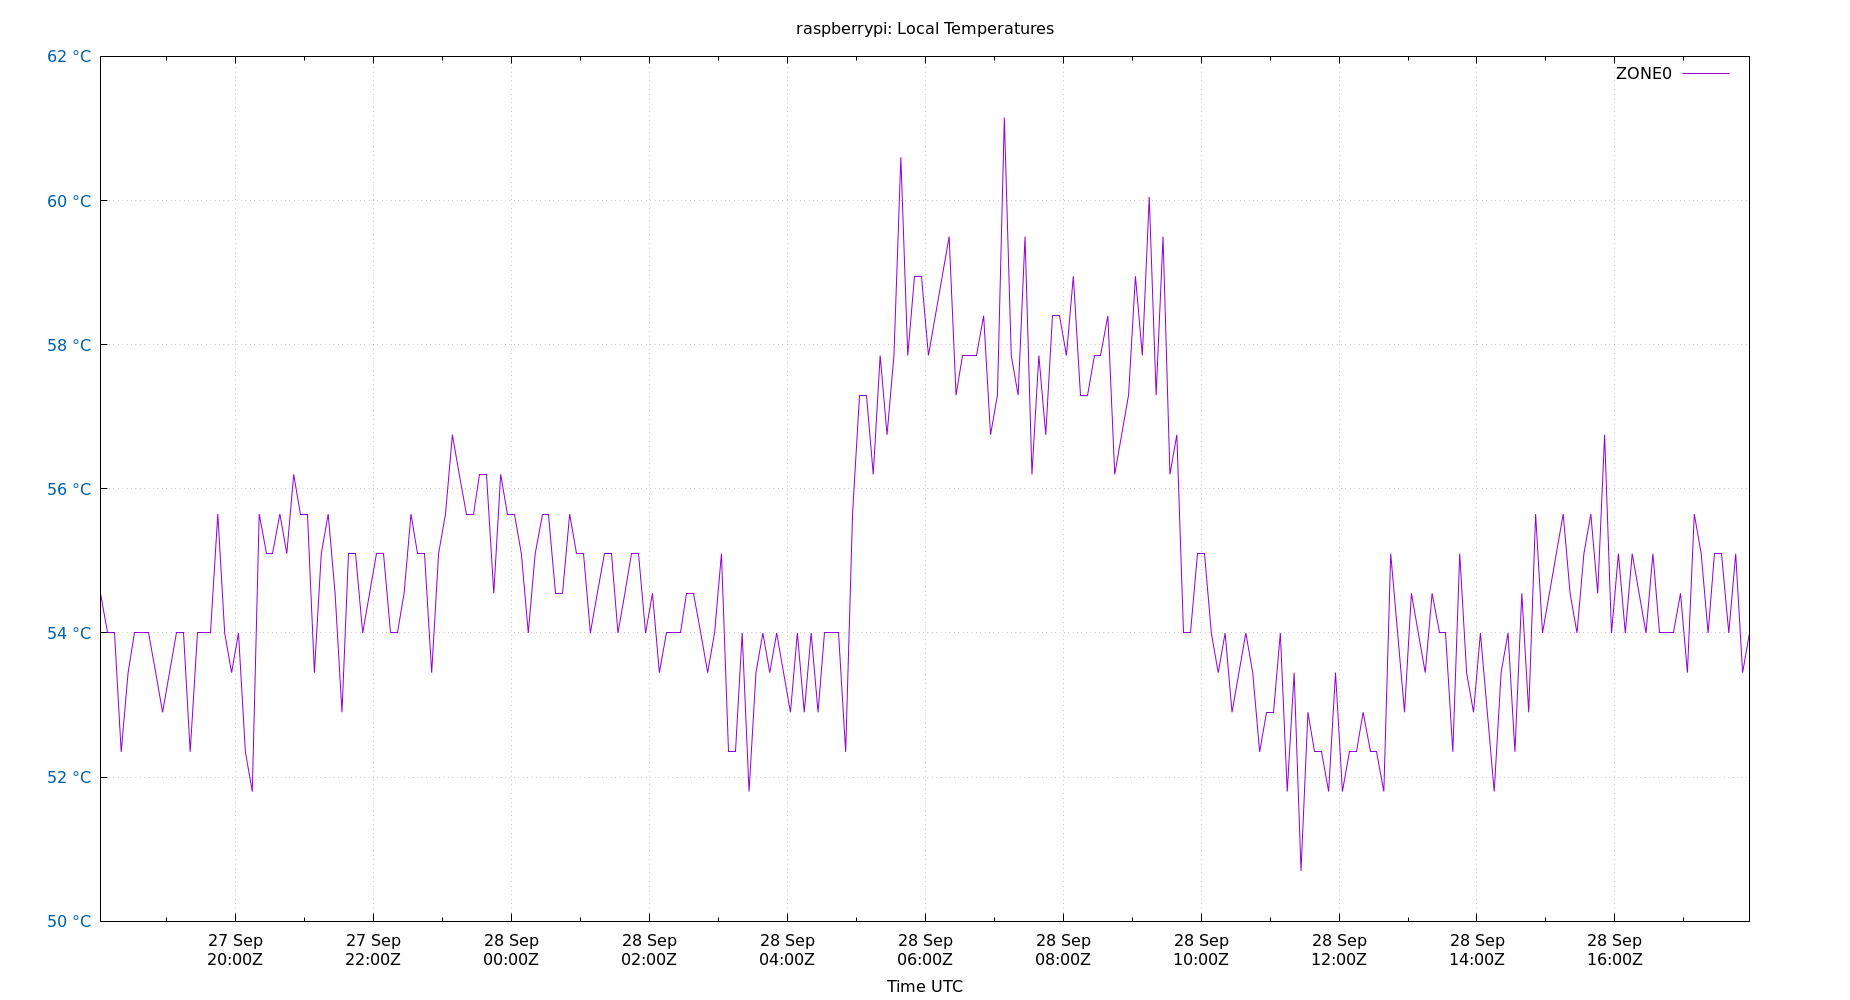 raspberrypi: Local Temperatures
62 °C
ZONE0
60 °C
58 °C
56 °C
54 °C
52 °C
50 °C
27 Sep 27 Sep 28 Sep 28 Sep 28 Sep 28 Sep 28 Sep 28 Sep 28 Sep 28 Sep 28 Sep
20:00Z 22:00Z 00:00Z 02:00Z 04:00Z 06:00Z 08:00Z 10:00Z 12:00Z 14:00Z 16:00Z
Time UTC